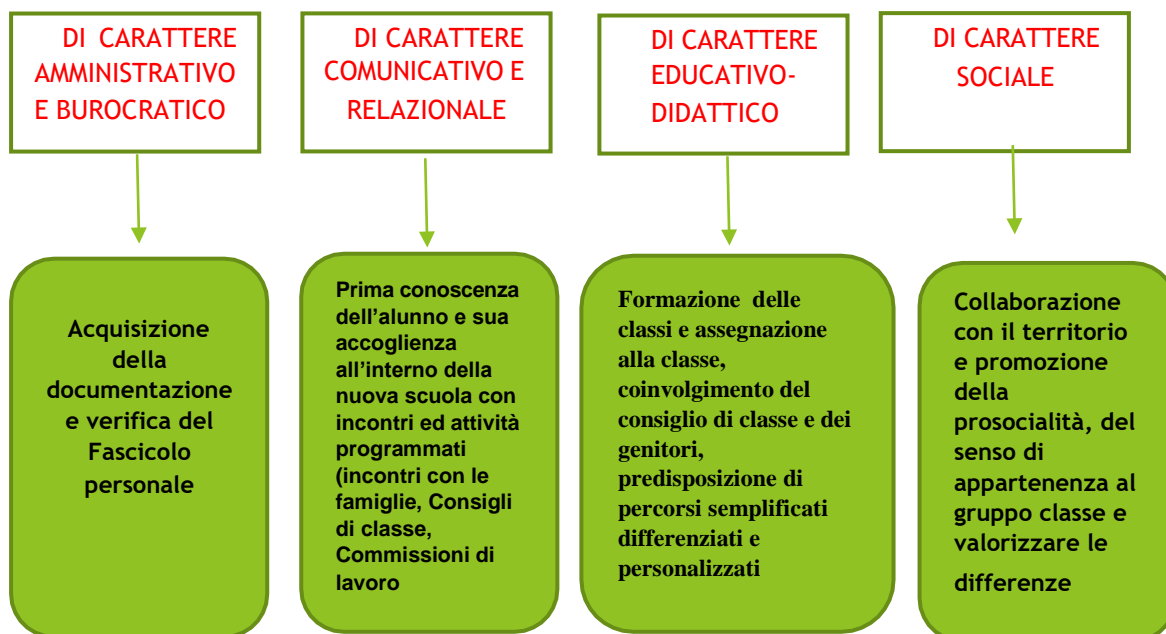 DI CARATTERE
AMMINISTRATIVO
E BUROCRATICO
DI CARATTERE
COMUNICATIVO E
RELAZIONALE
DI CARATTERE
EDUCATIVO-
DIDATTICO
DI CARATTERE
SOCIALE
Acquisizione
della
documentazione
e verifica del
Fascicolo
personale
Prima conoscenza
dell’alunno e sua
accoglienza
all’interno della
nuova scuola con
incontri ed attività
programmati
(incontri con le
famiglie, Consigli
di classe,
Commissioni di
lavoro
Formazione delle
classi e assegnazione
alla classe,
coinvolgimento del
consiglio di classe e dei
genitori,
predisposizione di
percorsi semplificati
differenziati e
personalizzati
Collaborazione
con il territorio
e promozione
della
prosocialità, del
senso di
appartenenza al
gruppo classe e
valorizzare le
differenze